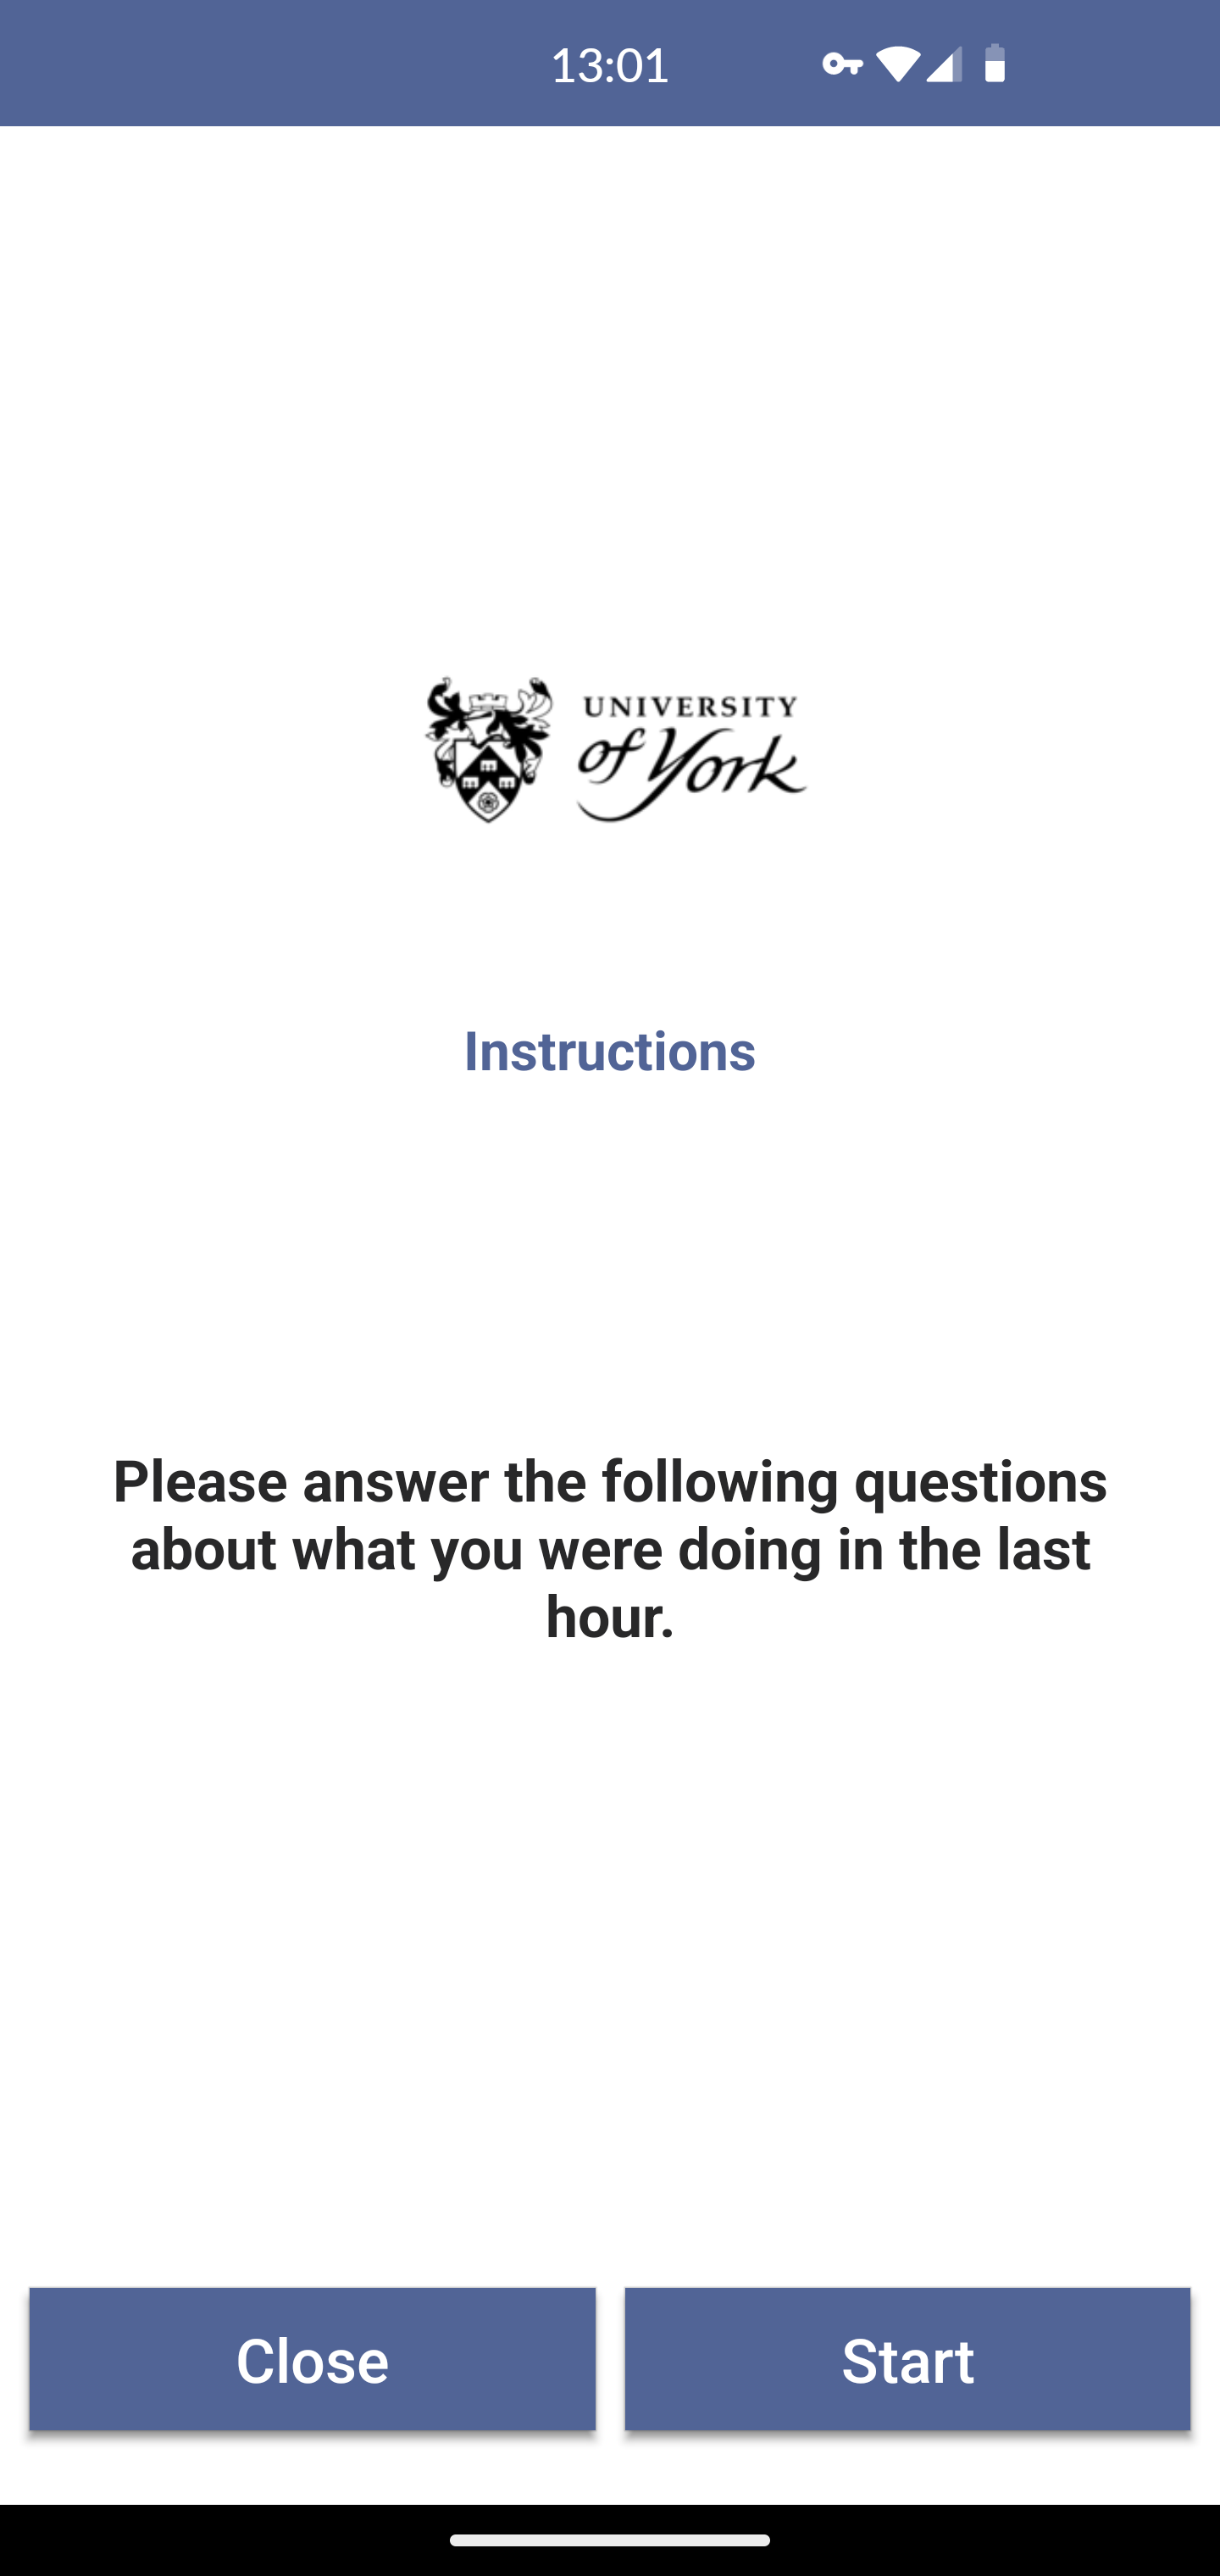 13:01
UNIVERSITY
of York
Instructions
Please answer the following questions
about what you were doing in the last
hour.
Close
Start